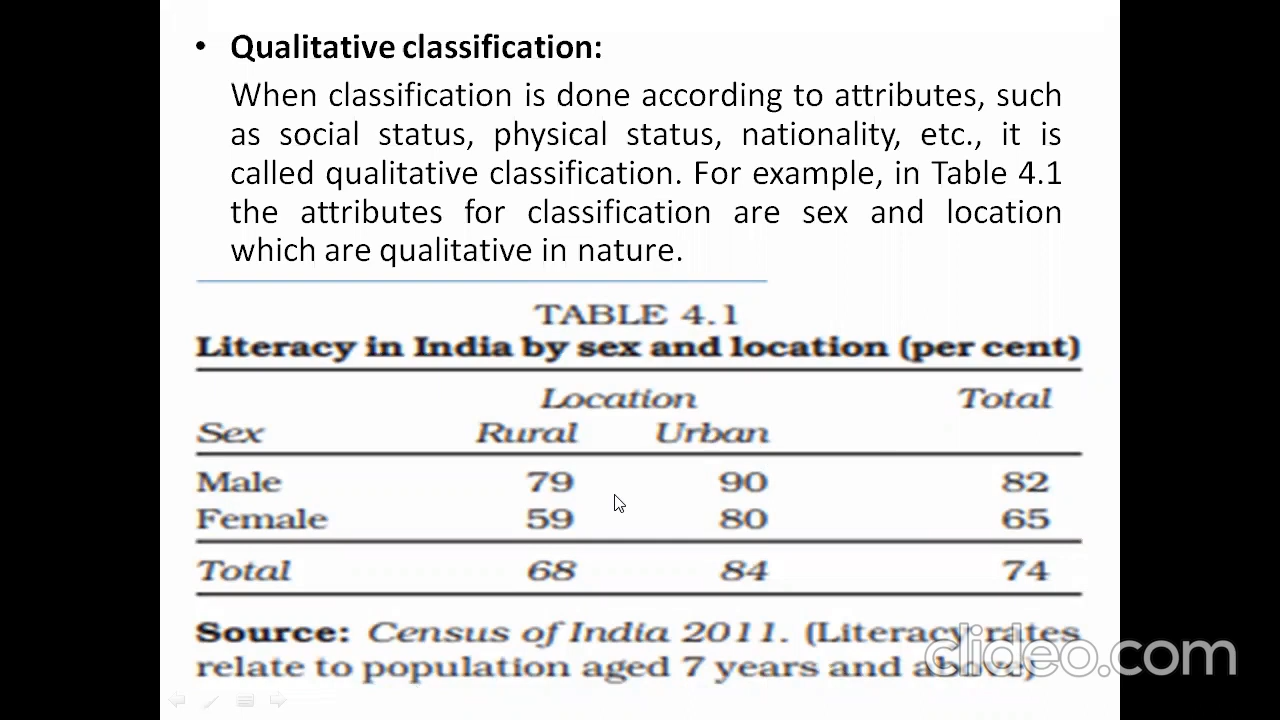 • Qualitative classification:
When classification is done according to attributes, such
as social status, physical status, nationality, etc., it is
called qualitative classification. For example, in Table 4.1
the attributes for classification are sex and location
which are qualitative in nature.
TABLE 4.1
Literacy in India by sex and location (per cent)
Location Total
Sex Rural Urban
Male 79 90 82
Female 59 80 65
Total 68 84 74
Source: Census of India 2011. (Literacy rates
relate to population aged 7 years and above)
clideo.com